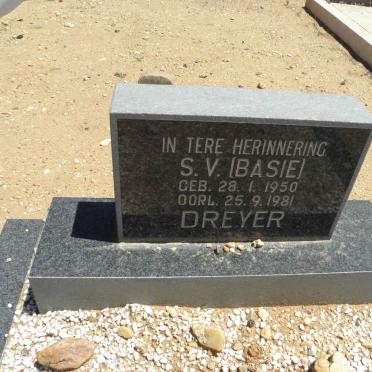 IN TERE HERINNERING
S.V. (BASIE)
GEB. 28.1.1950
OORL. 25.9.1981
DREYER